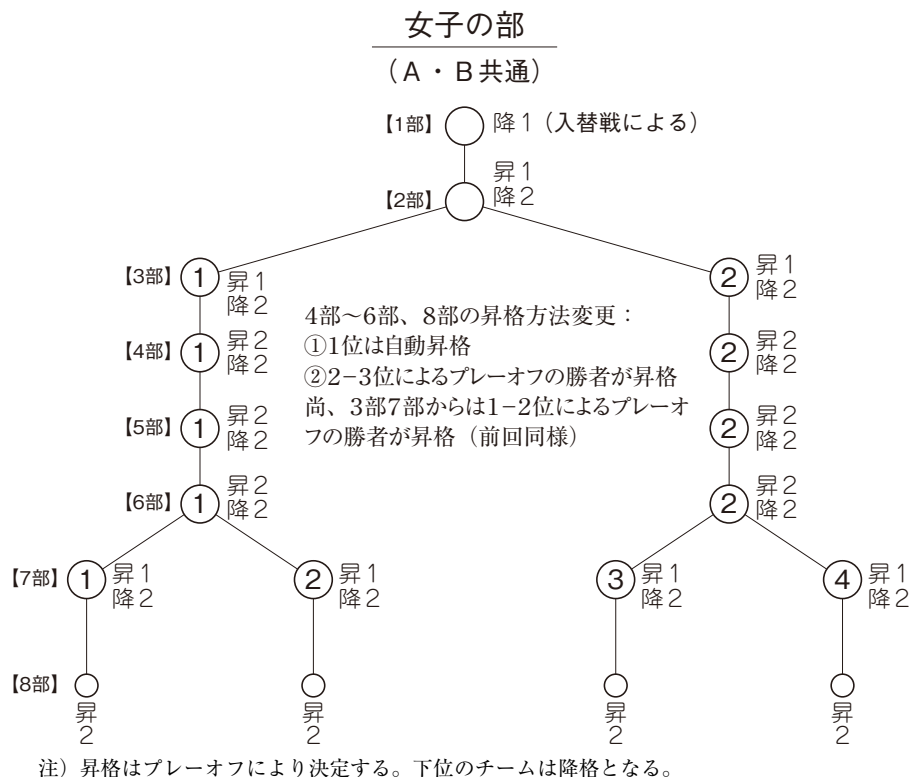 女子の部
(A・B共通)
【1部】 降1(入替戦による)
昇1
【2部】 降2
【3部】 1 昇1 降2
2 昇1 降2
4部〜6部、8部の昇格方法変更：
①1位は自動昇格
②2−3位によるプレーオフの勝者が昇格
尚、3部7部からは1−2位によるプレーオ
フの勝者が昇格（前回同様）
【4部】 1 昇2 降2
2 昇2 降2
【5部】 1 昇2 降2
2 昇2 降2
【6部】 1 昇2 降2
2 昇2 降2
【7部】 1 昇1 降2
2 昇1 降2
3 昇1 降2
4 昇1 降2
【8部】
昇2
昇2
昇2
昇2
注）昇格はプレーオフにより決定する。下位のチームは降格となる。